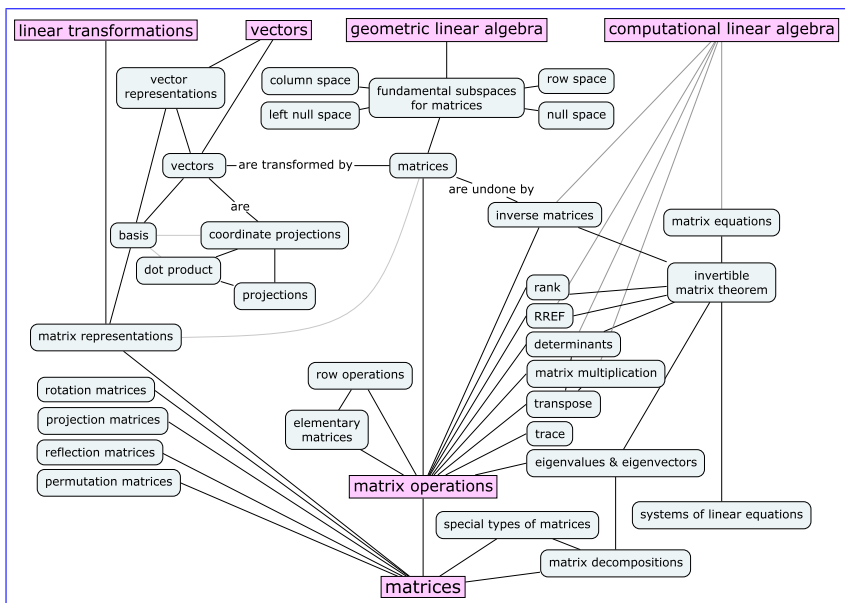 linear transformations
vectors
geometric linear algebra
computational linear algebra
vector
representations
column space
fundamental subspaces
for matrices
row space
left null space
null space
vectors
are transformed by
matrices
are undone by
are
inverse matrices
matrix equations
basis
coordinate projections
dot product
projections
invertible
matrix theorem
rank
RREF
matrix representations
determinants
row operations
matrix multiplication
rotation matrices
transpose
projection matrices
elementary
matrices
trace
reflection matrices
eigenvalues & eigenvectors
permutation matrices
matrix operations
systems of linear equations
special types of matrices
matrix decompositions
matrices